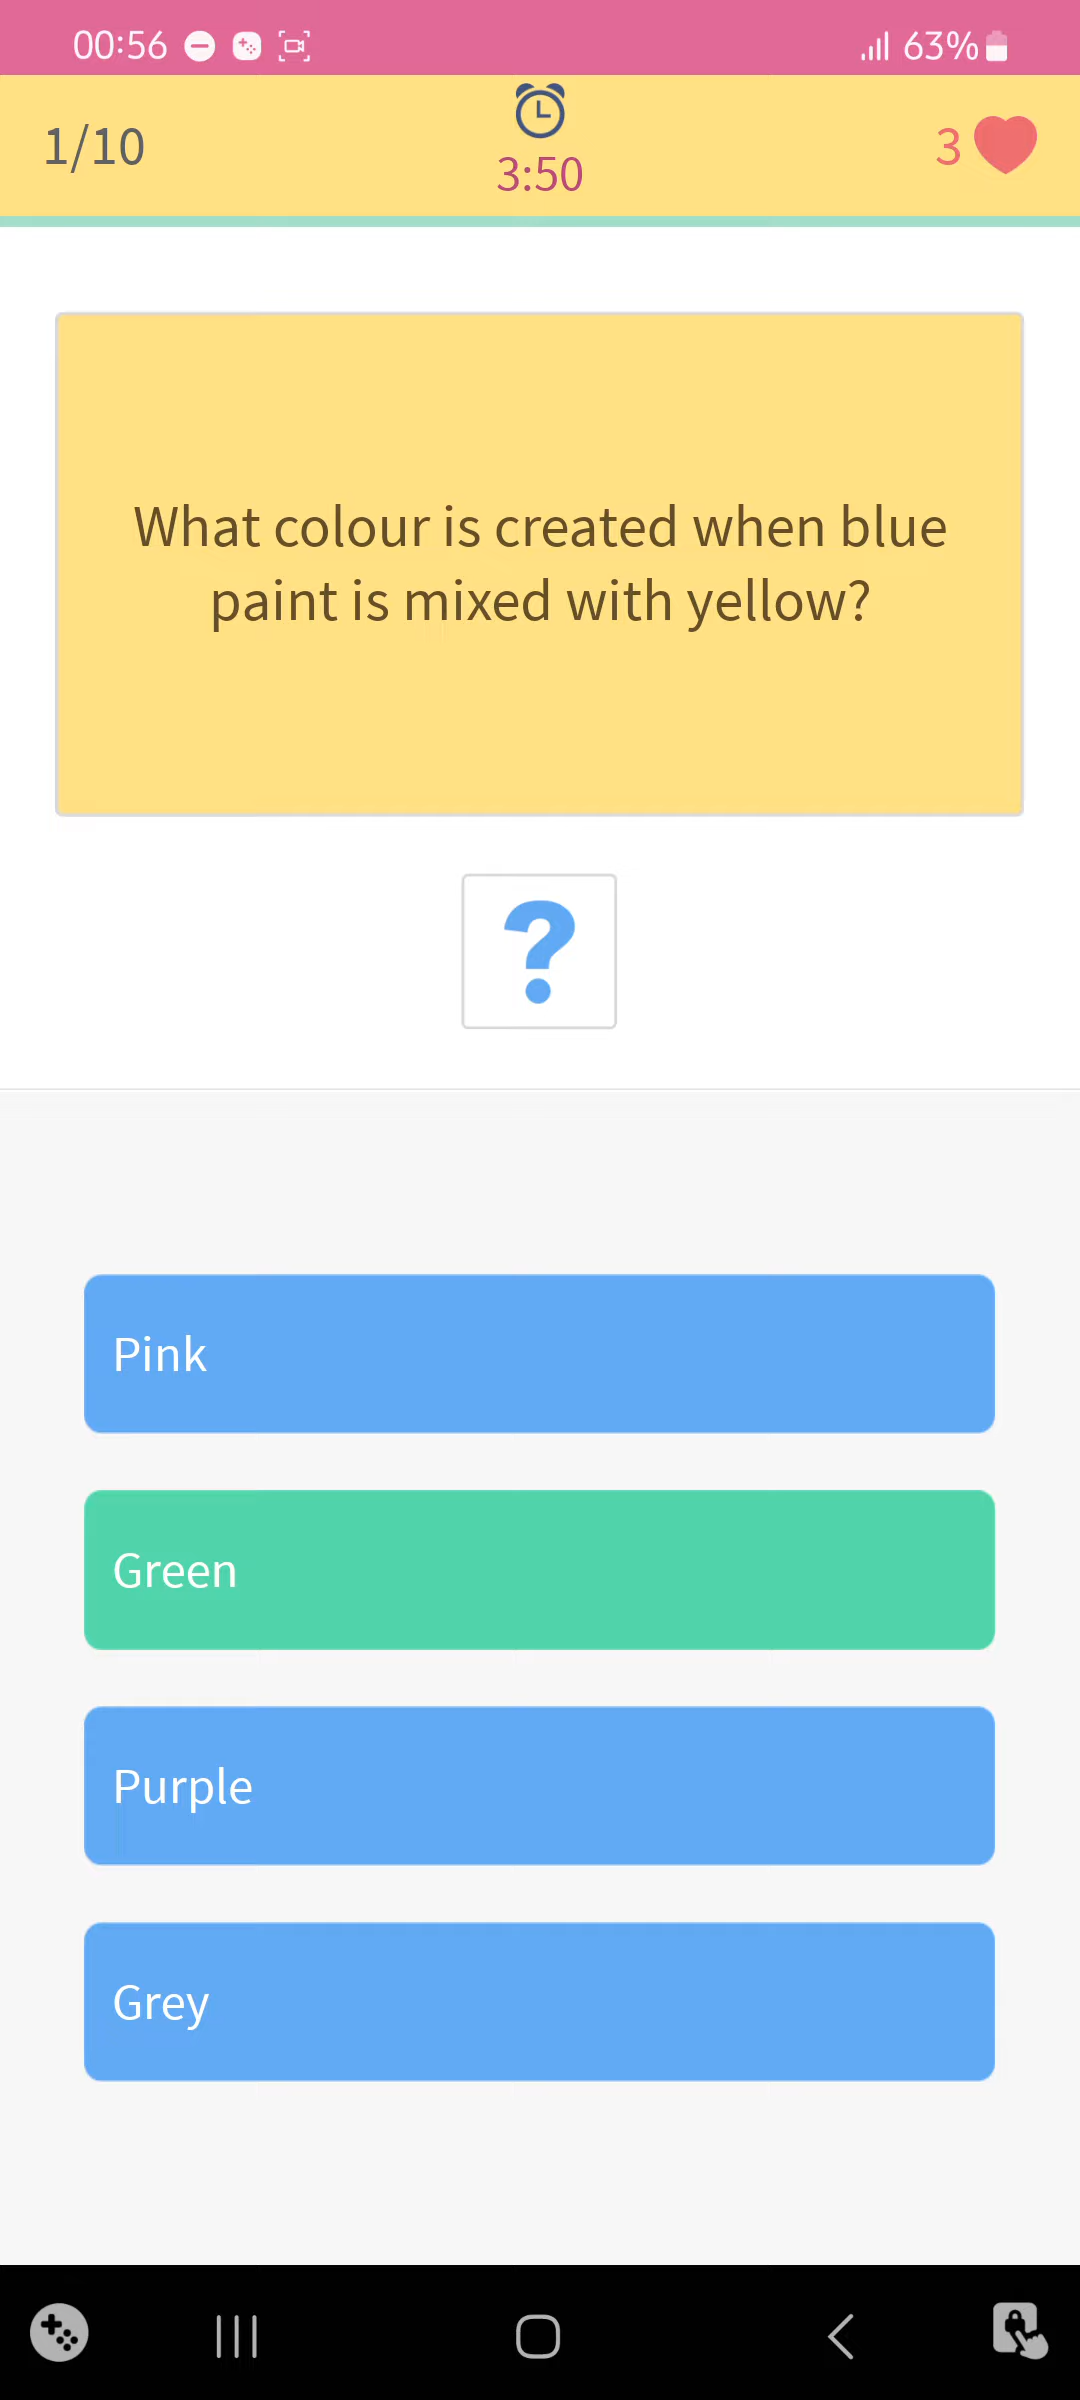 00:56
63%
1/10
3:50
3
What colour is created when blue
paint is mixed with yellow?
?
Pink
Green
Purple
Grey